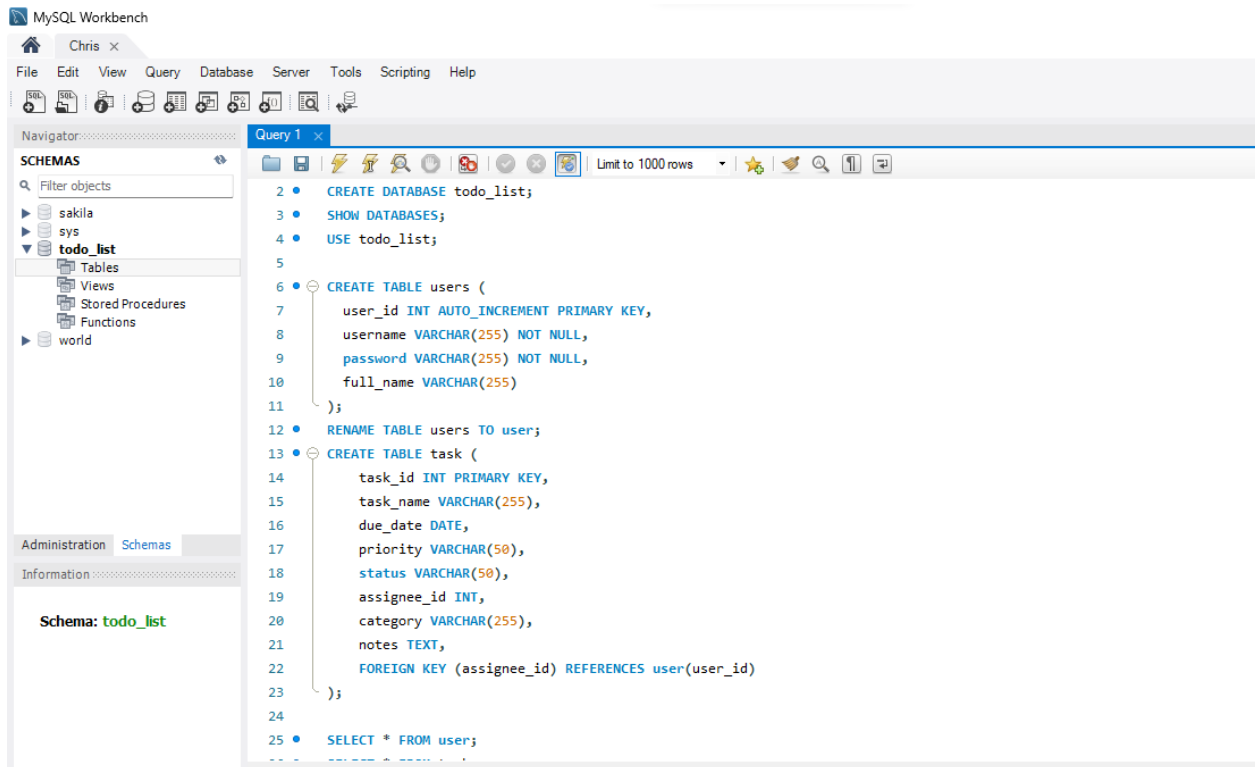 MySQL Workbench
Chris
File Edit View Query Database Server Tools Scripting Help
Navigator
SCHEMAS
Filter objects
sakila
sys
todo_list
Tables
Views
Stored Procedures
Functions
world
Administration Schemas
Information
Schema: todo_list
Query 1
Limit to 1000 rows
2 CREATE DATABASE todo_list;
3 SHOW DATABASES;
4 USE todo_list;
5
6 CREATE TABLE users (
7 user_id INT AUTO_INCREMENT PRIMARY KEY,
8 username VARCHAR(255) NOT NULL,
9 password VARCHAR(255) NOT NULL,
10 full_name VARCHAR(255)
11 );
12 RENAME TABLE users TO user;
13 CREATE TABLE task (
14 task_id INT PRIMARY KEY,
15 task_name VARCHAR(255),
16 due_date DATE,
17 priority VARCHAR(50),
18 status VARCHAR(50),
19 assignee_id INT,
20 category VARCHAR(255),
21 notes TEXT,
22 FOREIGN KEY (assignee_id) REFERENCES user(user_id)
23 );
24
25 SELECT * FROM user;